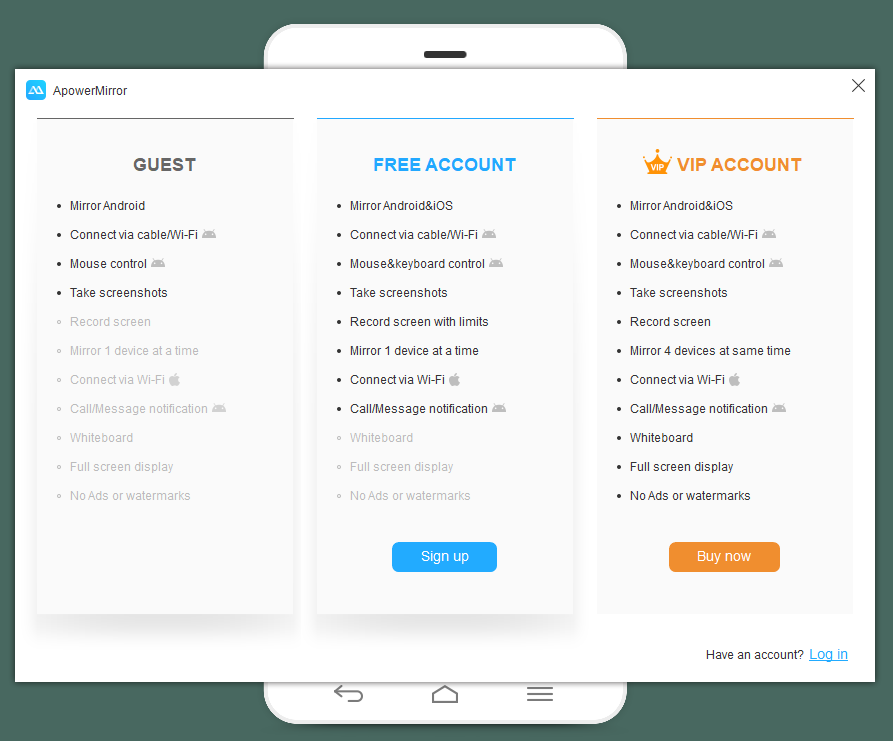 ApowerMirror
GUEST
Mirror Android
Connect via cable/Wi-Fi
Mouse control
Take screenshots
Record screen
Mirror 1 device at a time
Connect via Wi-Fi
Call/Message notification
Whiteboard
Full screen display
No Ads or watermarks
FREE ACCOUNT
Mirror Android&iOS
Connect via cable/Wi-Fi
Mouse&keyboard control
Take screenshots
Record screen with limits
Mirror 1 device at a time
Connect via Wi-Fi
Call/Message notification
Whiteboard
Full screen display
No Ads or watermarks
Sign up
VIP VIP ACCOUNT
Mirror Android&iOS
Connect via cable/Wi-Fi
Mouse&keyboard control
Take screenshots
Record screen
Mirror 4 devices at same time
Connect via Wi-Fi
Call/Message notification
Whiteboard
Full screen display
No Ads or watermarks
Buy now
Have an account? Log in